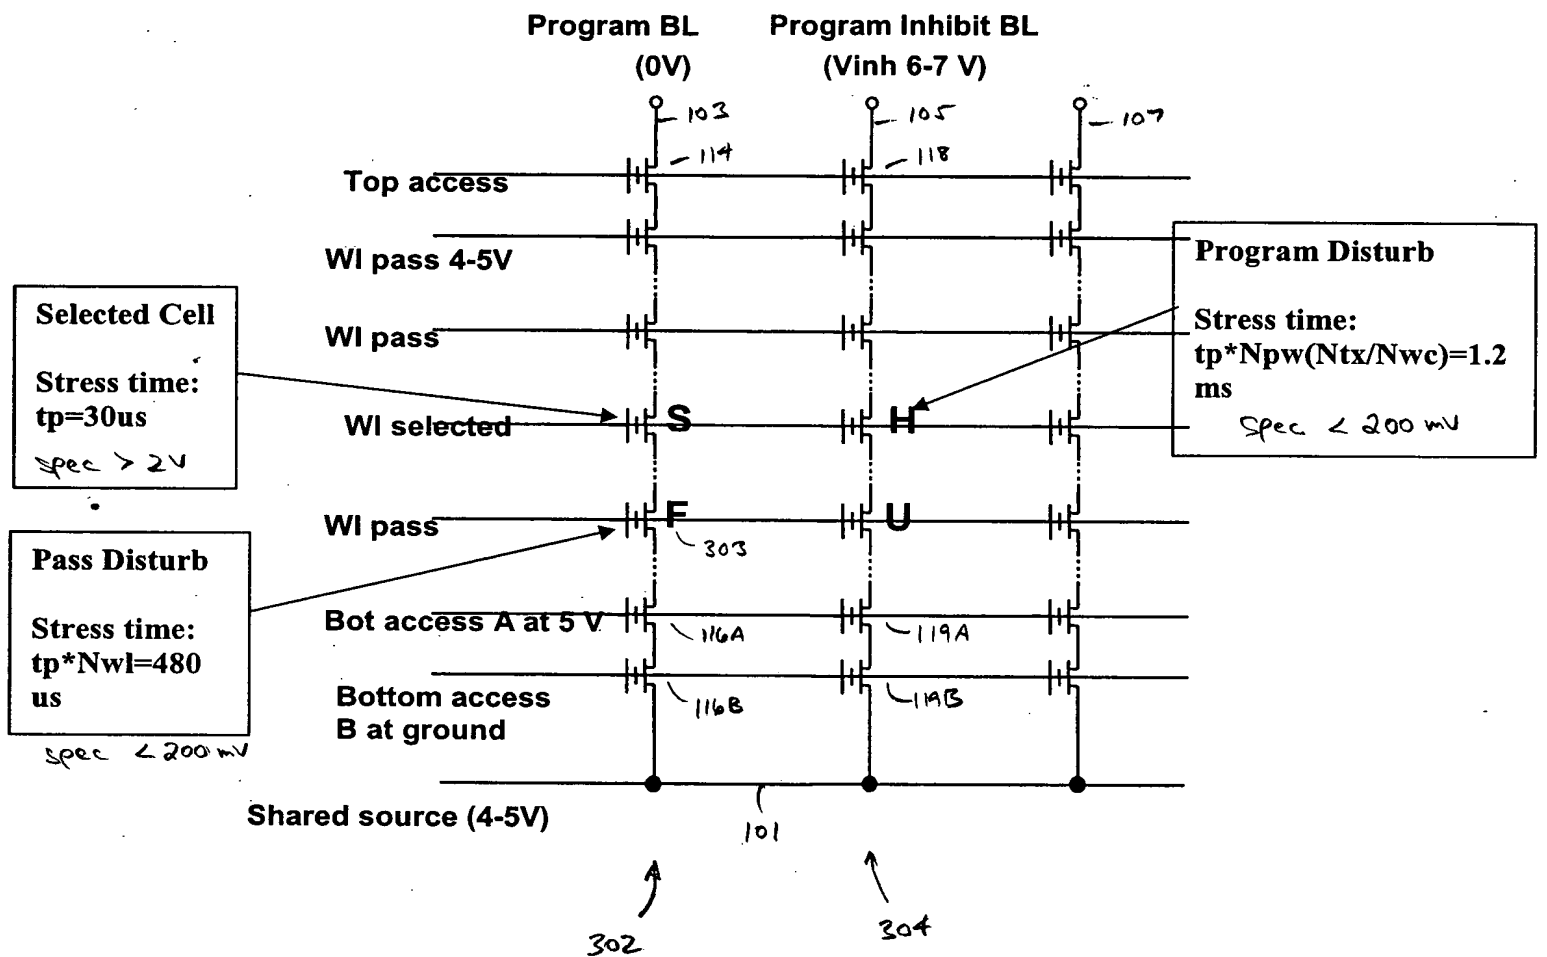 Program BL
(0V)
Program Inhibit BL
(Vinh 6-7 V)
103
105
107
114
118
Top access
Wl pass 4-5V
Program Disturb
Stress time:
tp*Npw(Ntx/Nwc)=1.2
ms
spec < 200 mV
Selected Cell
Stress time:
tp=30us
spec > 2V
Wl pass
Wl selected
S
H
Wl pass
F
U
303
Pass Disturb
Stress time:
tp*Nwl=480
us
spec < 200 mV
Bot access A at 5 V
116A
119A
Bottom access
B at ground
116B
119B
Shared source (4-5V)
101
302
304